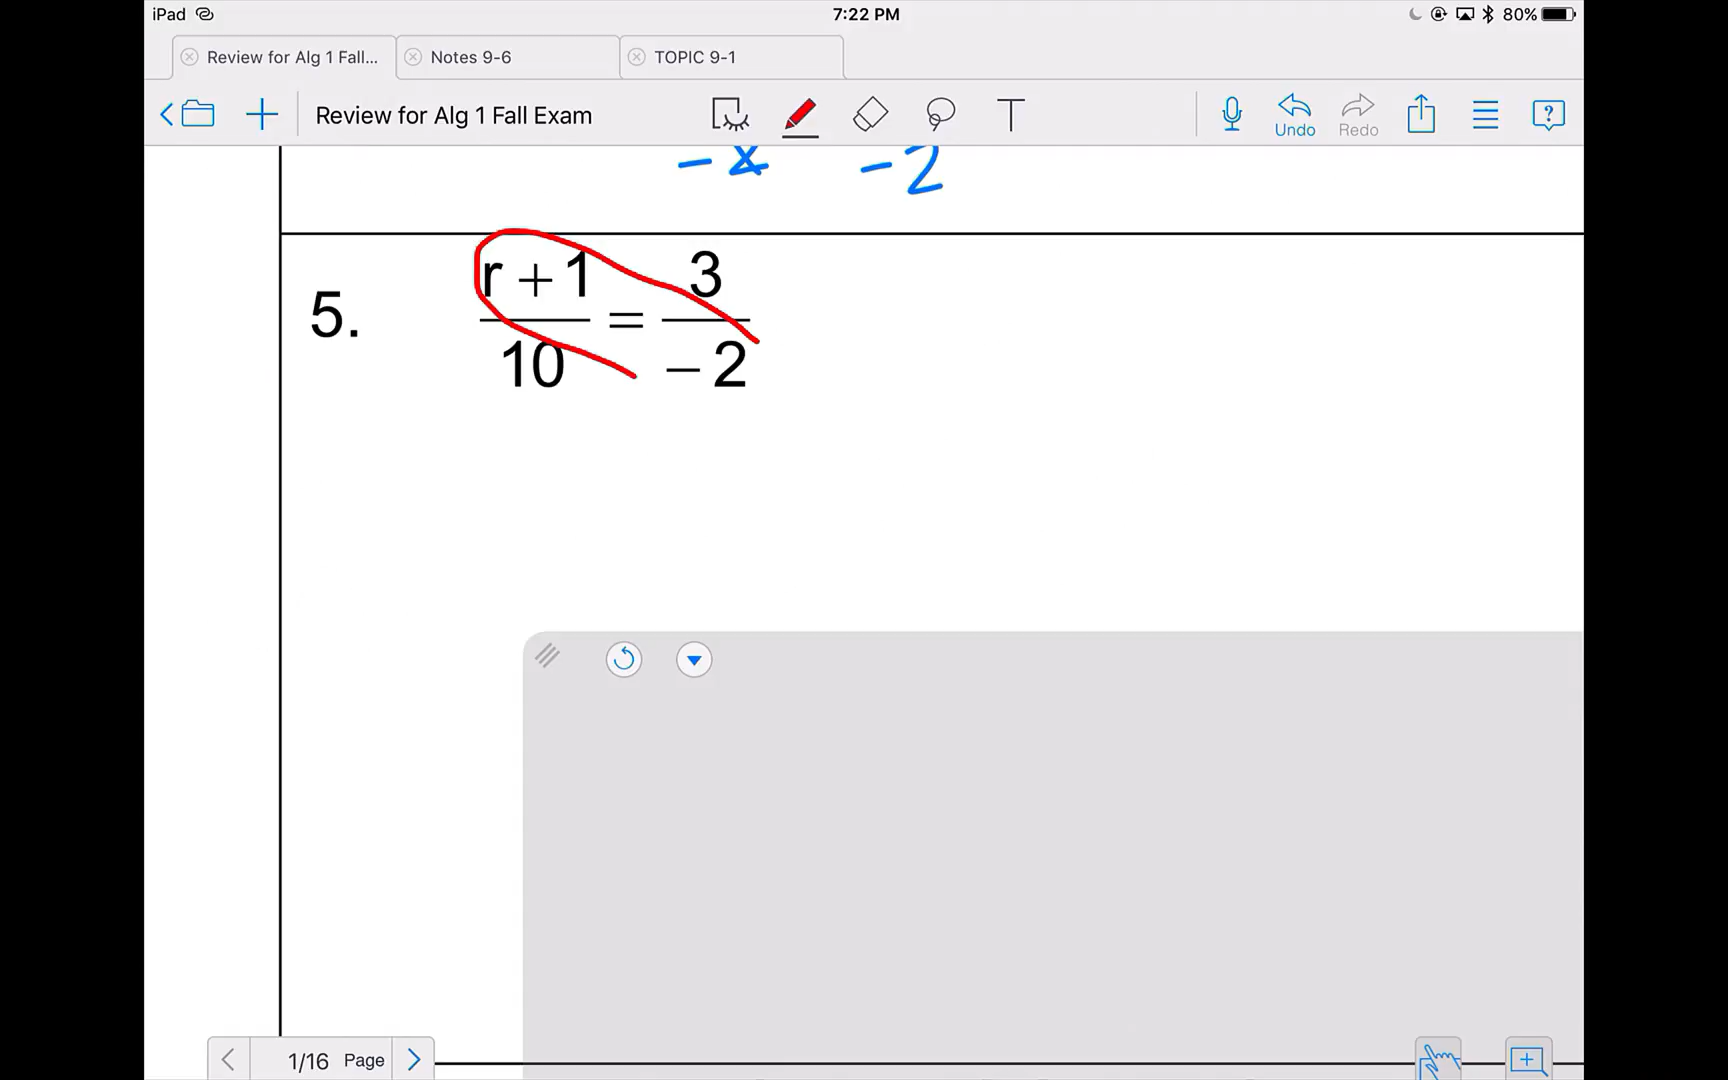 iPad 7:22 PM 80%
Review for Alg 1 Fall... Notes 9-6 TOPIC 9-1
Review for Alg 1 Fall Exam T Undo Redo ?
-2
5. r + 1 / 10 = 3 / -2
1/16 Page